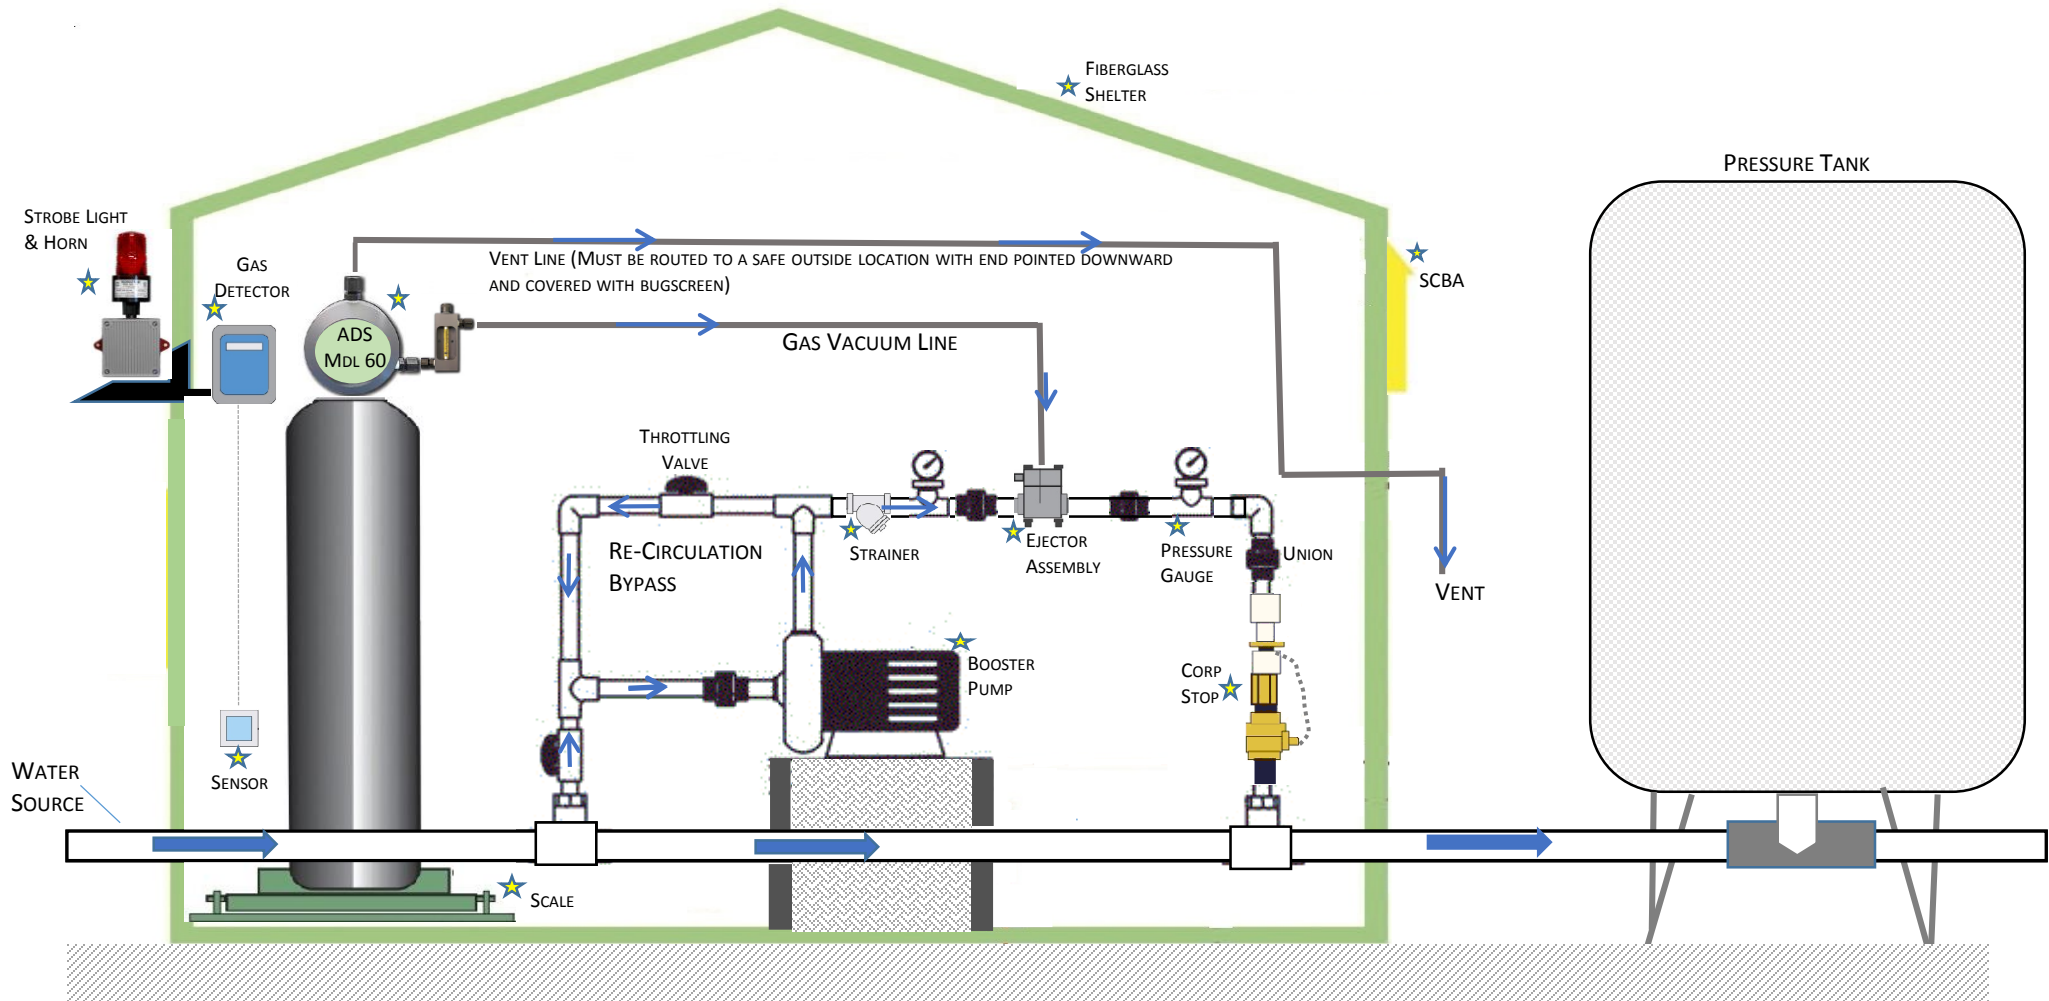 Fiberglass
Shelter
Pressure Tank
Strobe Light
& Horn
Gas
Detector
Vent Line (Must be routed to a safe outside location with end pointed downward
and covered with bugscreen)
SCBA
ADS
Mdl 60
Gas Vacuum Line
Throttling
Valve
Re-Circulation
Bypass
Strainer
Ejector
Assembly
Pressure
Gauge
Union
Vent
Booster
Pump
Corp
Stop
Sensor
Water
Source
Scale